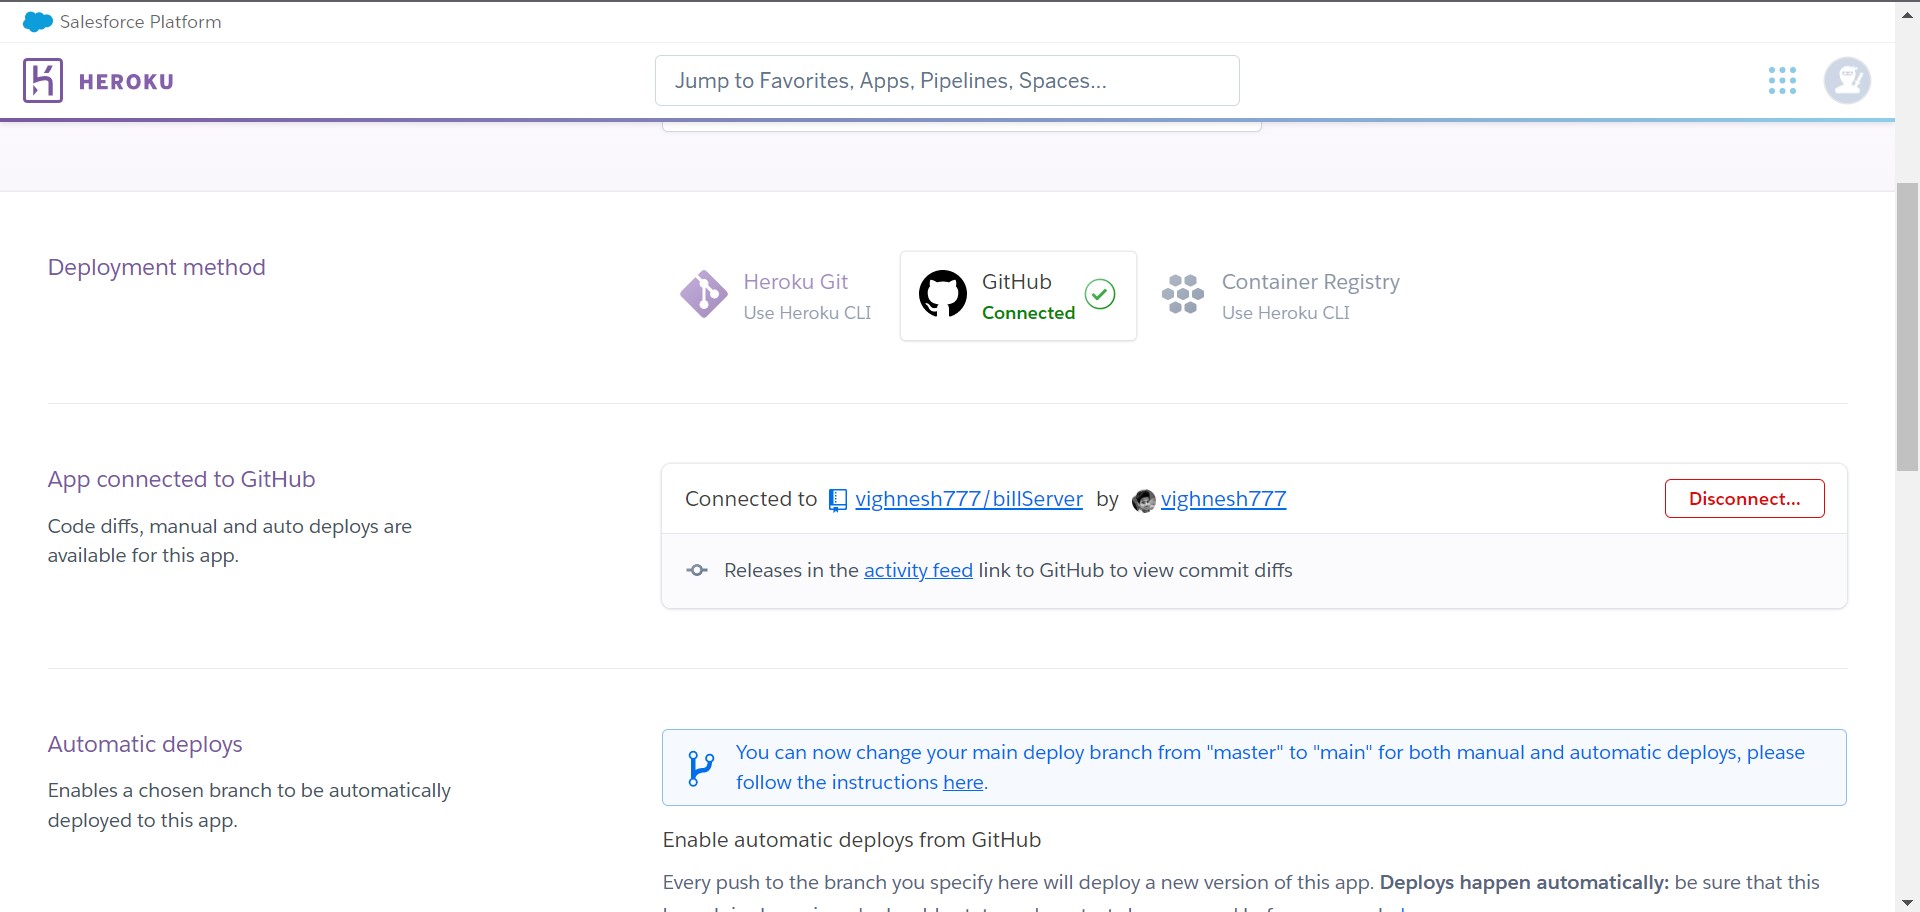 Salesforce Platform
HEROKU
Jump to Favorites, Apps, Pipelines, Spaces...
Deployment method
Heroku Git
Use Heroku CLI
GitHub
Connected
Container Registry
Use Heroku CLI
App connected to GitHub
Code diffs, manual and auto deploys are
available for this app.
Connected to vighnesh777/billServer by vighnesh777
Disconnect...
Releases in the activity feed link to GitHub to view commit diffs
Automatic deploys
Enables a chosen branch to be automatically
deployed to this app.
You can now change your main deploy branch from "master" to "main" for both manual and automatic deploys, please
follow the instructions here.
Enable automatic deploys from GitHub
Every push to the branch you specify here will deploy a new version of this app. Deploys happen automatically: be sure that this